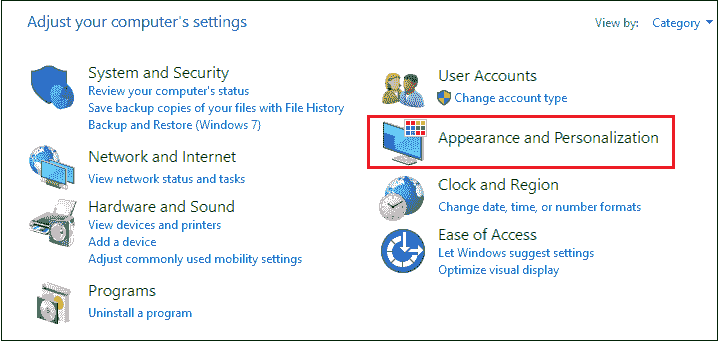 Adjust your computer's settings
View by: Category
System and Security
Review your computer's status
Save backup copies of your files with File History
Backup and Restore (Windows 7)
Network and Internet
View network status and tasks
Hardware and Sound
View devices and printers
Add a device
Adjust commonly used mobility settings
Programs
Uninstall a program
User Accounts
Change account type
Appearance and Personalization
Clock and Region
Change date, time, or number formats
Ease of Access
Let Windows suggest settings
Optimize visual display